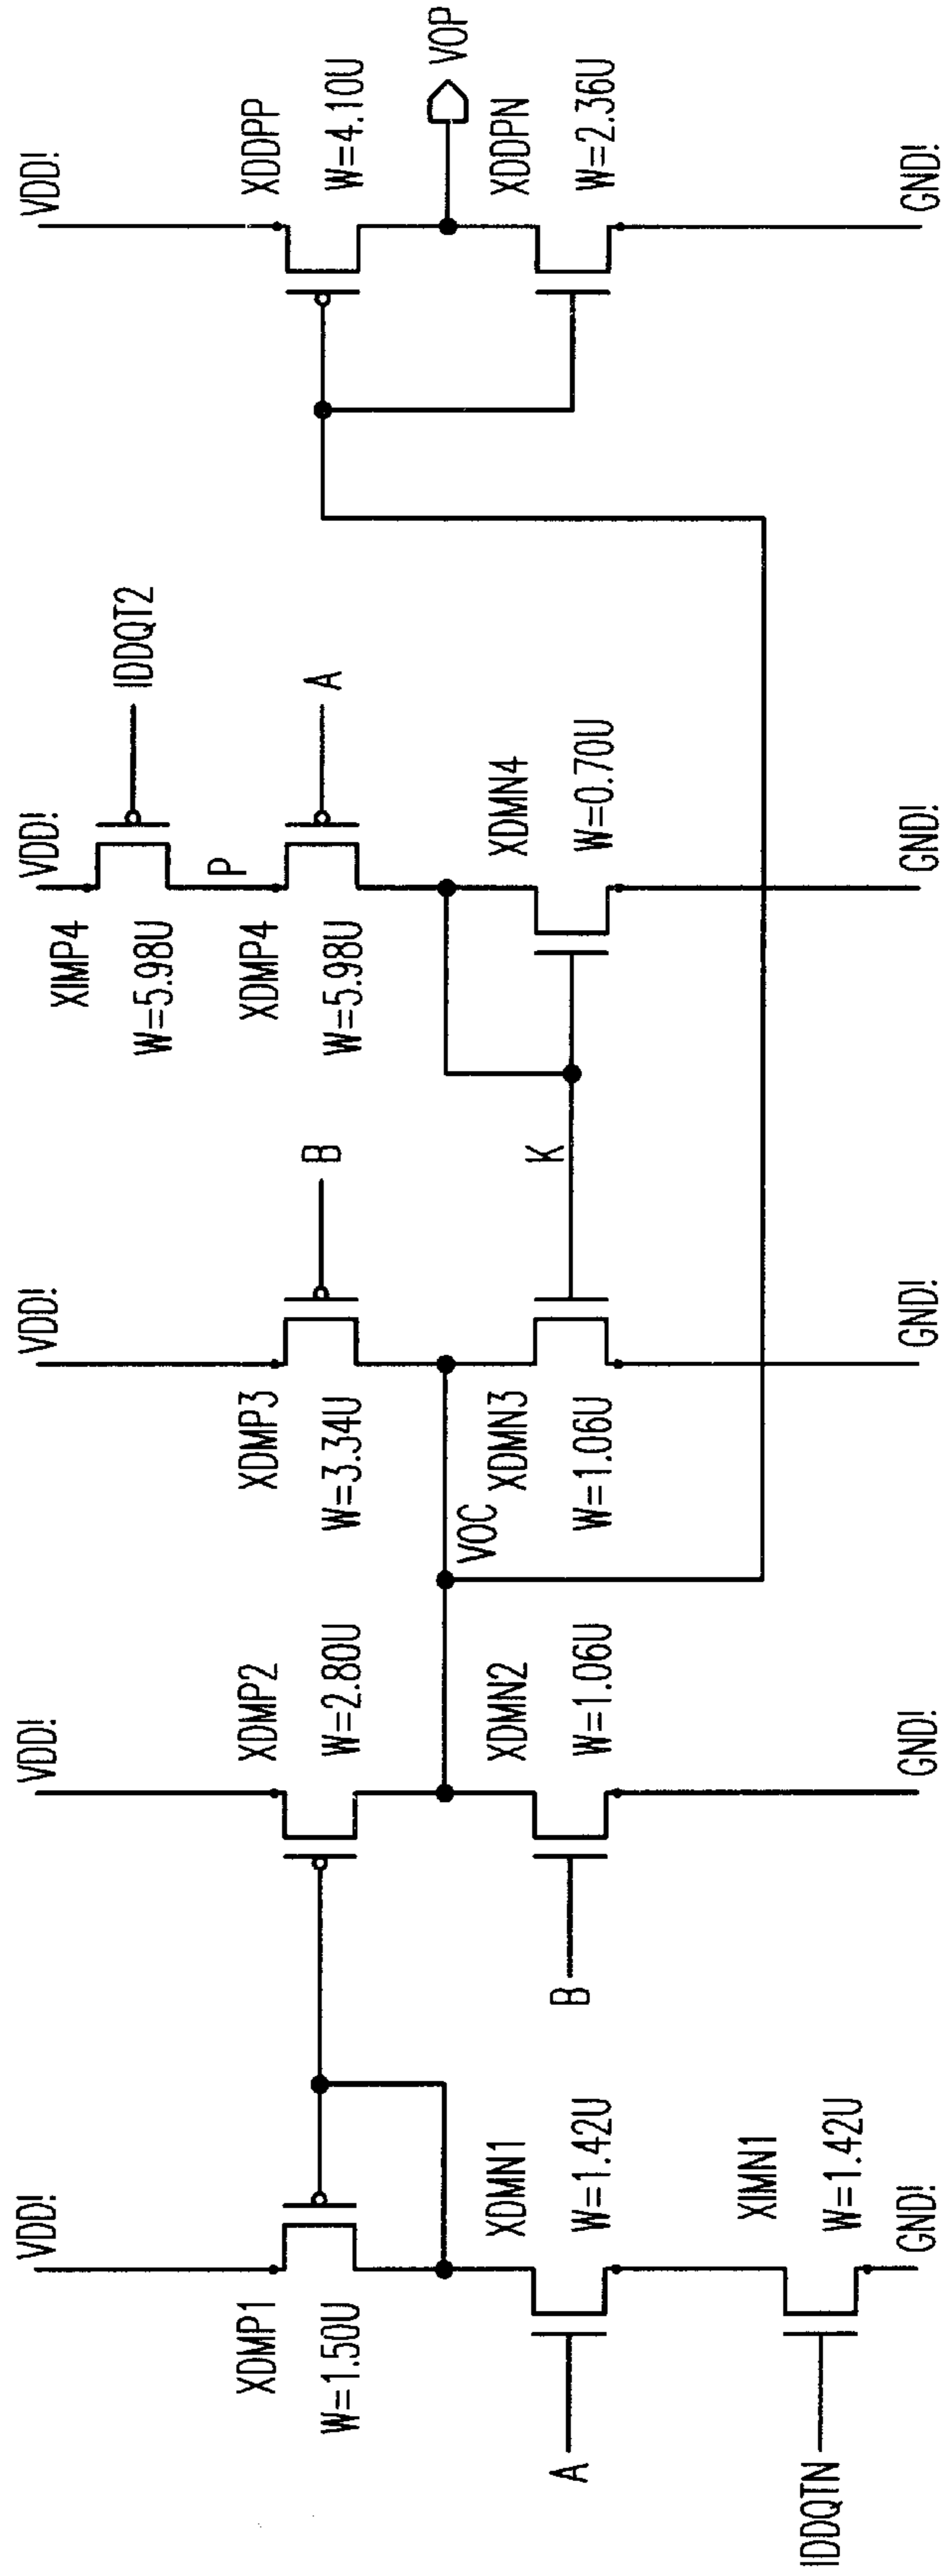 VDD!
XDMP1
W=1.50U
XDMN1
W=1.42U
A
XIMN1
W=1.42U
IDDQTN
GND!
VDD!
XDMP2
W=2.80U
XDMN2
W=1.06U
B
GND!
VOC
VDD!
XDMP3
W=3.34U
B
XDMN3
W=1.06U
K
GND!
VDD!
XIMP4
W=5.98U
IDDQT2
P
XDMP4
W=5.98U
A
XDMN4
W=0.70U
GND!
VDD!
XDDPP
W=4.10U
VOP
XDDPN
W=2.36U
GND!